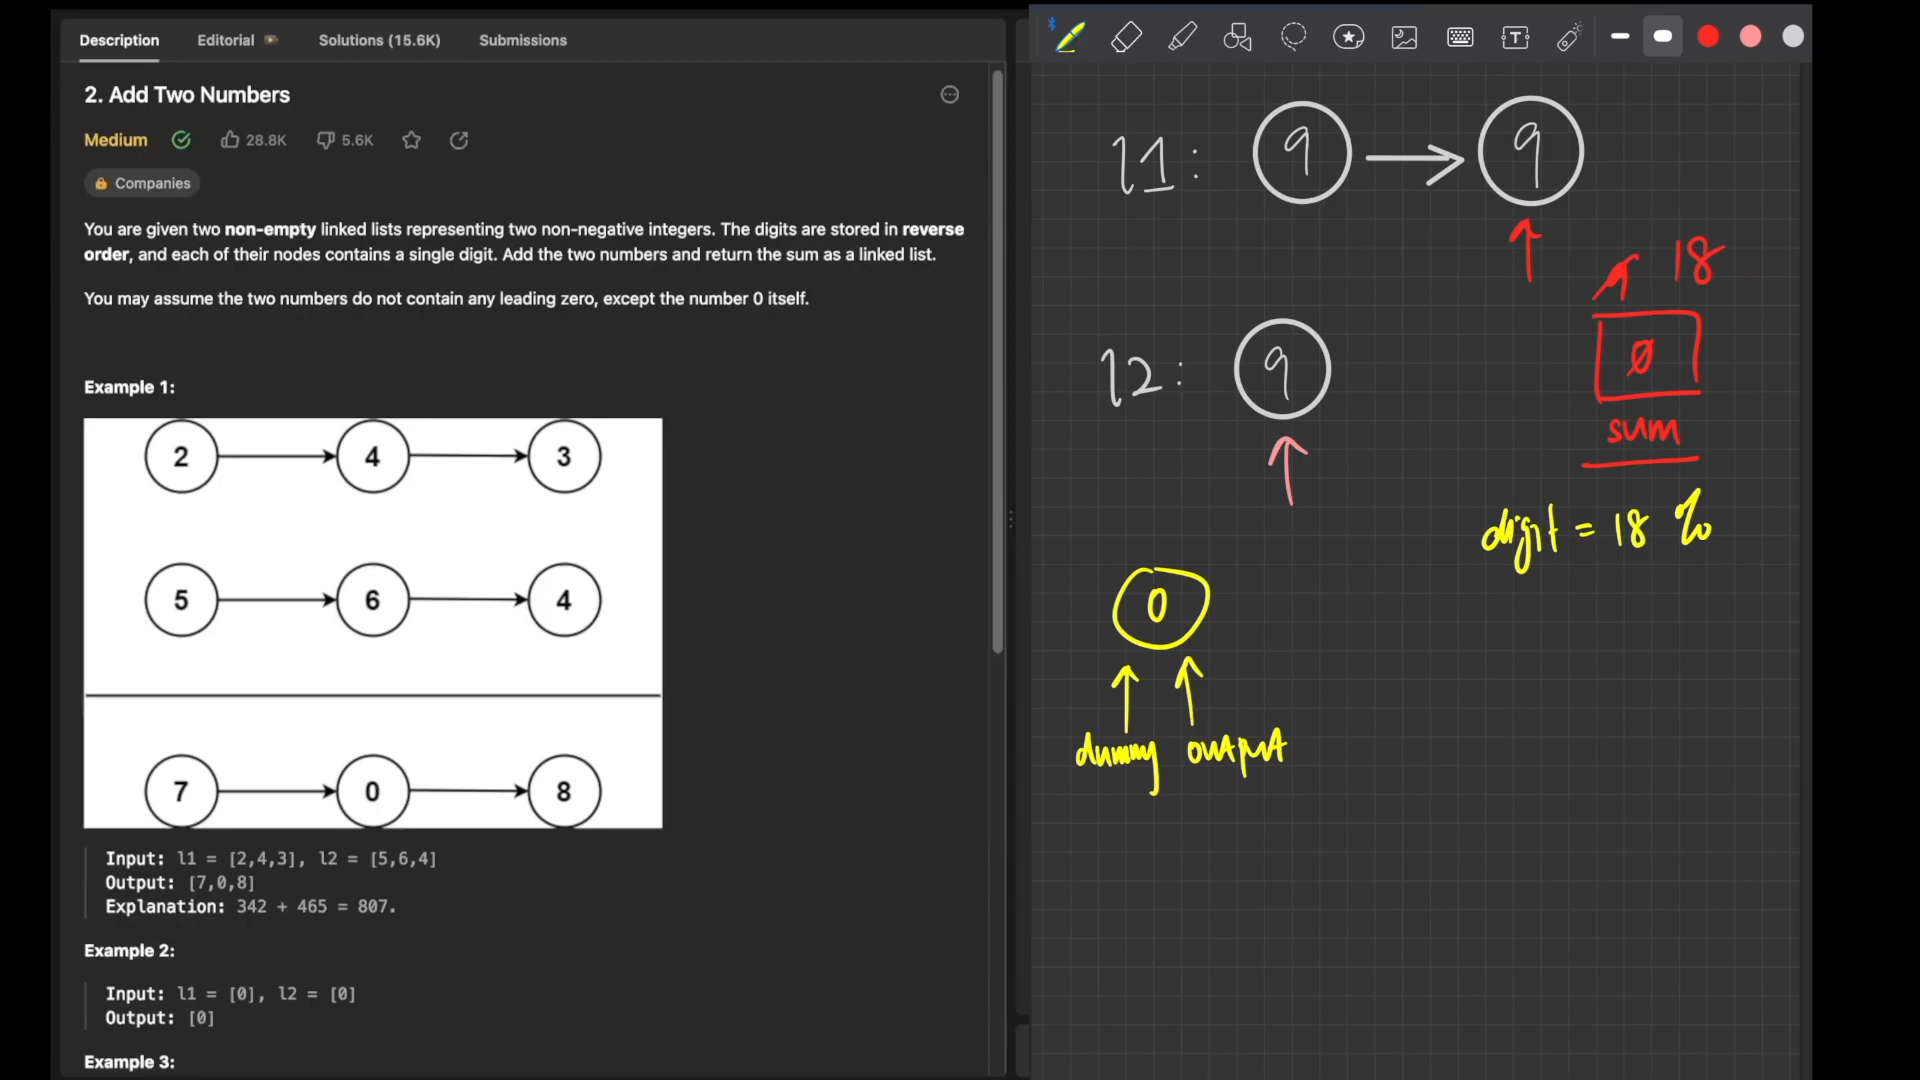 Description Editorial Solutions (15.6K) Submissions
2. Add Two Numbers
Medium 28.8K 5.6K
Companies
You are given two non-empty linked lists representing two non-negative integers. The digits are stored in reverse
order, and each of their nodes contains a single digit. Add the two numbers and return the sum as a linked list.
You may assume the two numbers do not contain any leading zero, except the number 0 itself.
Example 1:
2 4 3
5 6 4
7 0 8
Input: l1 = [2,4,3], l2 = [5,6,4]
Output: [7,0,8]
Explanation: 342 + 465 = 807.
Example 2:
Input: l1 = [0], l2 = [0]
Output: [0]
Example 3:
T
l1: 9 9
18
l2: 9
0
sum
digit = 18 %
0
dummy output